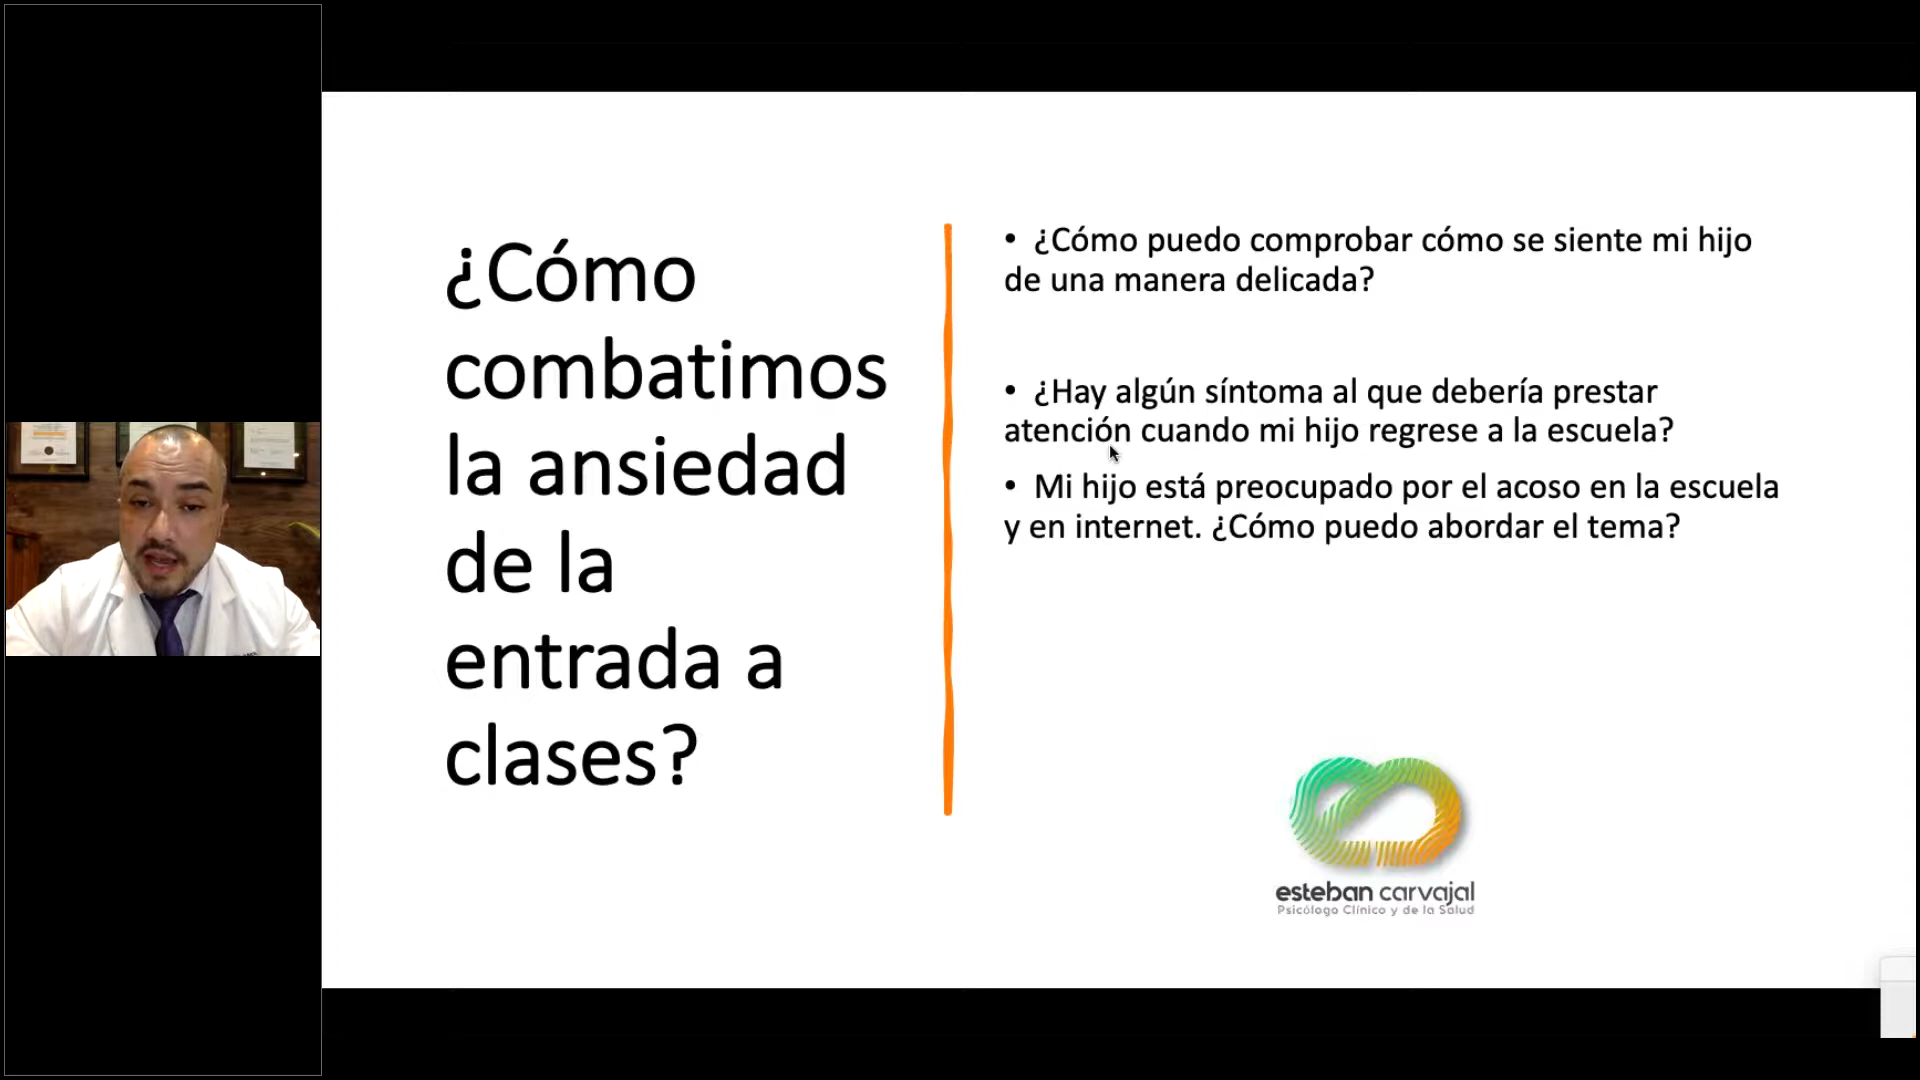 ¿Cómo
combatimos
la ansiedad
de la
entrada a
clases?
• ¿Cómo puedo comprobar cómo se siente mi hijo
de una manera delicada?
• ¿Hay algún síntoma al que debería prestar
atención cuando mi hijo regrese a la escuela?
• Mi hijo está preocupado por el acoso en la escuela
y en internet. ¿Cómo puedo abordar el tema?
esteban carvajal
Psicólogo Clínico y de la Salud